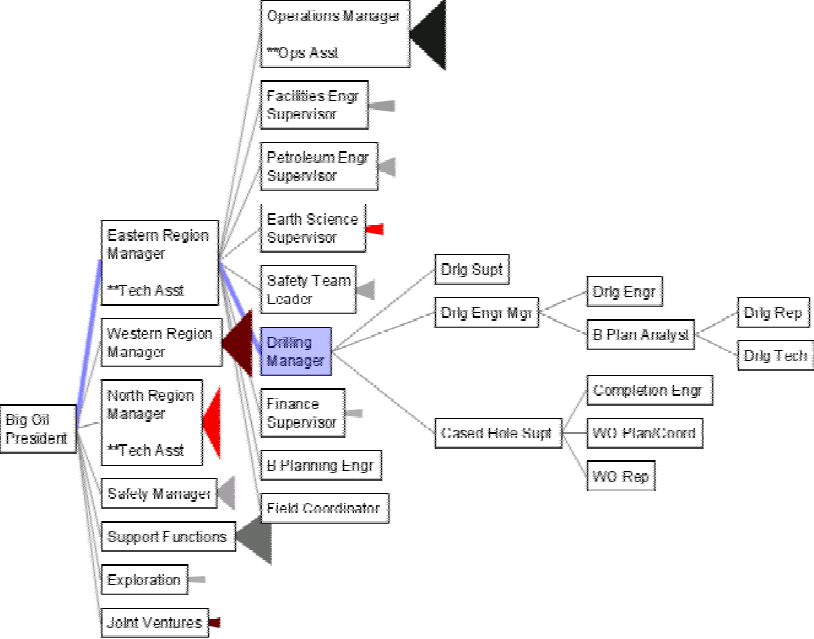 Operations Manager
**Ops Asst
Facilities Engr
Supervisor
Petroleum Engr
Supervisor
Earth Science
Supervisor
Eastern Region
Manager
**Tech Asst
Safety Team
Leader
Drlg Supt
Drlg Engr Mgr
Drlg Engr
B Plan Analyst
Drlg Rep
Drlg Tech
Western Region
Manager
Drilling
Manager
North Region
Manager
**Tech Asst
Finance
Supervisor
Completion Engr
Big Oil
President
Cased Hole Supt
WO Plan/Coord
WO Rep
B Planning Engr
Safety Manager
Field Coordinator
Support Functions
Exploration
Joint Ventures